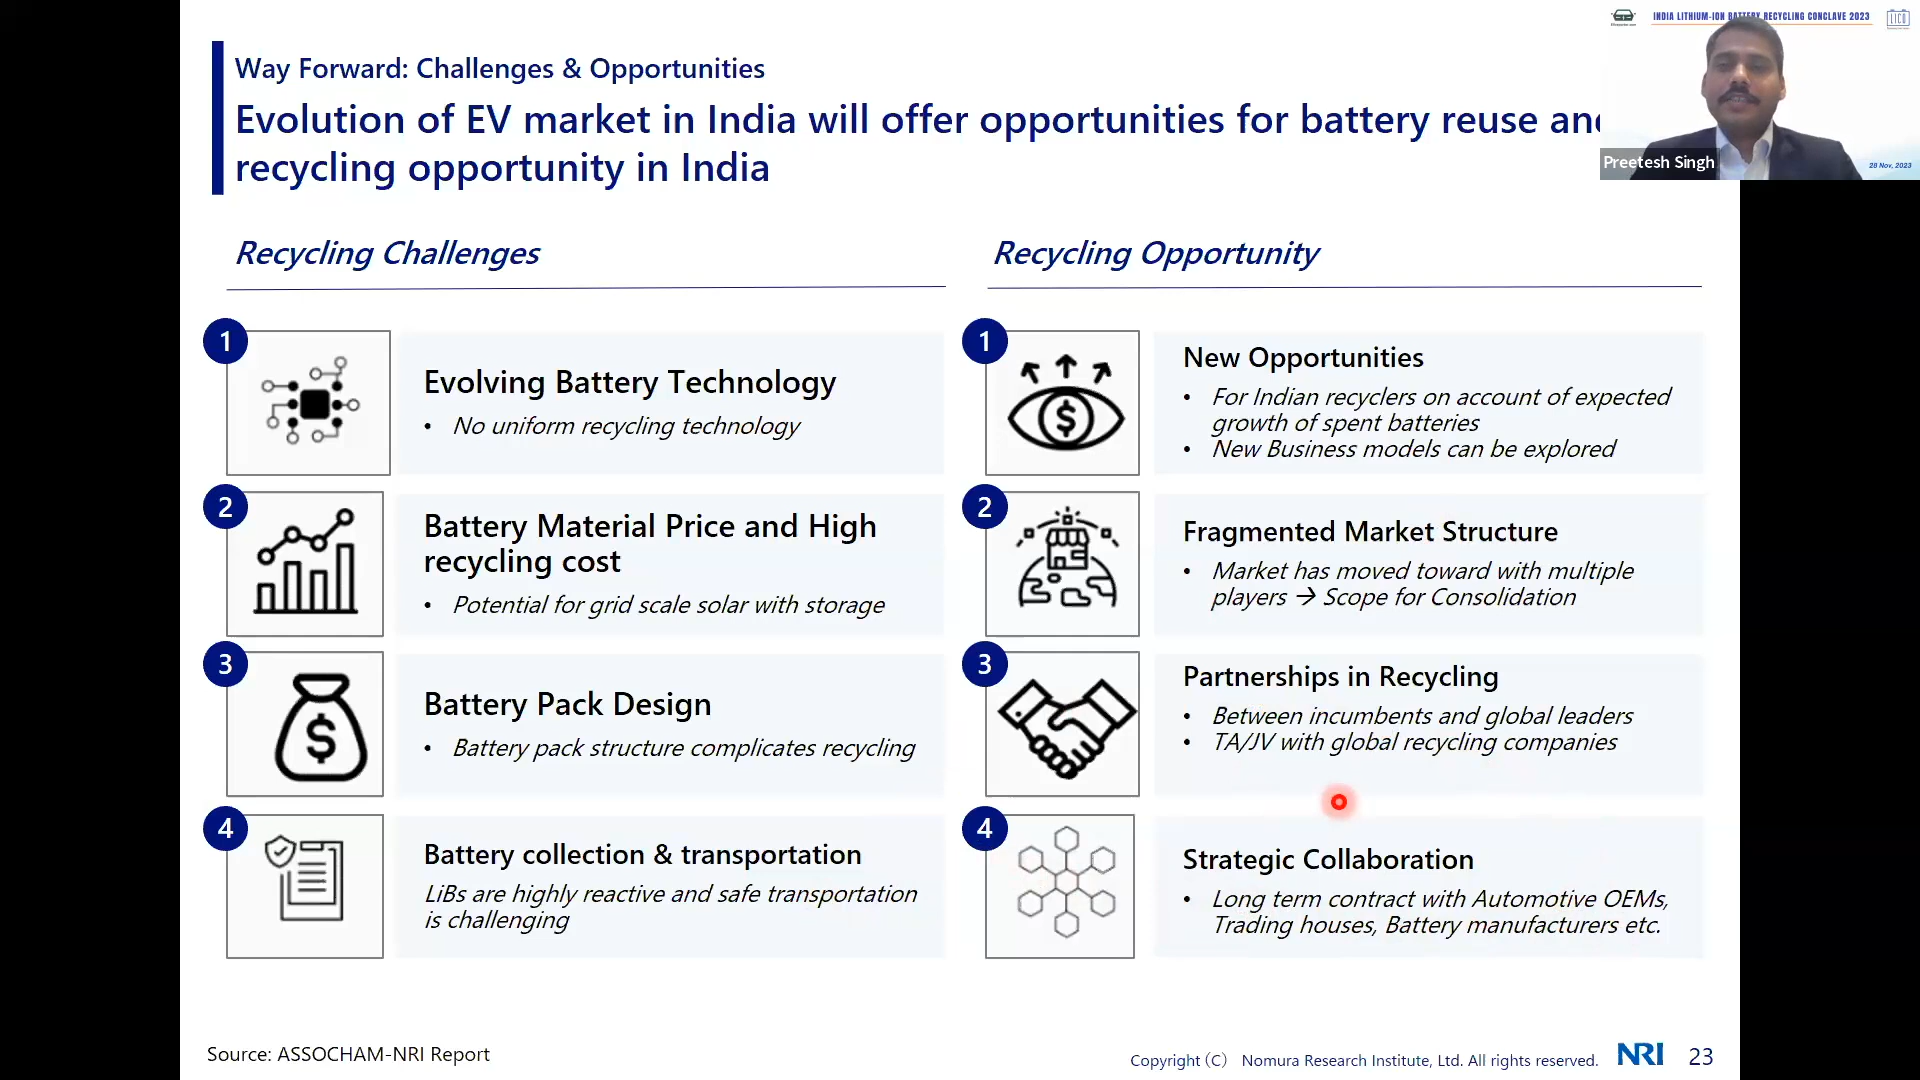 INDIA LITHIUM-ION BATTERY RECYCLING CONCLAVE 2023
LICO
Way Forward: Challenges & Opportunities
Evolution of EV market in India will offer opportunities for battery reuse and
recycling opportunity in India
Preetesh Singh
28 Nov, 2023
Recycling Challenges
1
Evolving Battery Technology
• No uniform recycling technology
2
Battery Material Price and High
recycling cost
• Potential for grid scale solar with storage
3
$
Battery Pack Design
• Battery pack structure complicates recycling
4
Battery collection & transportation
LiBs are highly reactive and safe transportation
is challenging
Recycling Opportunity
1
$
New Opportunities
• For Indian recyclers on account of expected
growth of spent batteries
• New Business models can be explored
2
Fragmented Market Structure
• Market has moved toward with multiple
players → Scope for Consolidation
3
Partnerships in Recycling
• Between incumbents and global leaders
• TA/JV with global recycling companies
4
Strategic Collaboration
• Long term contract with Automotive OEMs,
Trading houses, Battery manufacturers etc.
Source: ASSOCHAM-NRI Report
Copyright (C) Nomura Research Institute, Ltd. All rights reserved.
NRI
23